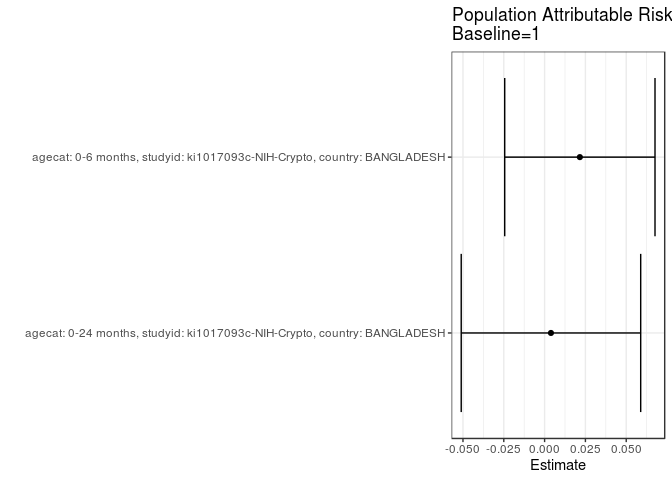 Population Attributable Risk
Baseline=1
agecat: 0-6 months, studyid: ki1017093c-NIH-Crypto, country: BANGLADESH
agecat: 0-24 months, studyid: ki1017093c-NIH-Crypto, country: BANGLADESH
-0.050 -0.025 0.000 0.025 0.050
Estimate